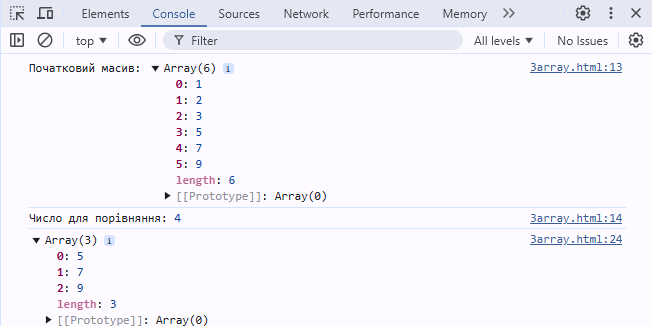 Elements Console Sources Network Performance Memory
top Filter All levels No Issues
Початковий масив: Array(6) i 3array.html:13
0: 1
1: 2
2: 3
3: 5
4: 7
5: 9
length: 6
[[Prototype]]: Array(0)
Число для порівняння: 4 3array.html:14
Array(3) i 3array.html:24
0: 5
1: 7
2: 9
length: 3
[[Prototype]]: Array(0)